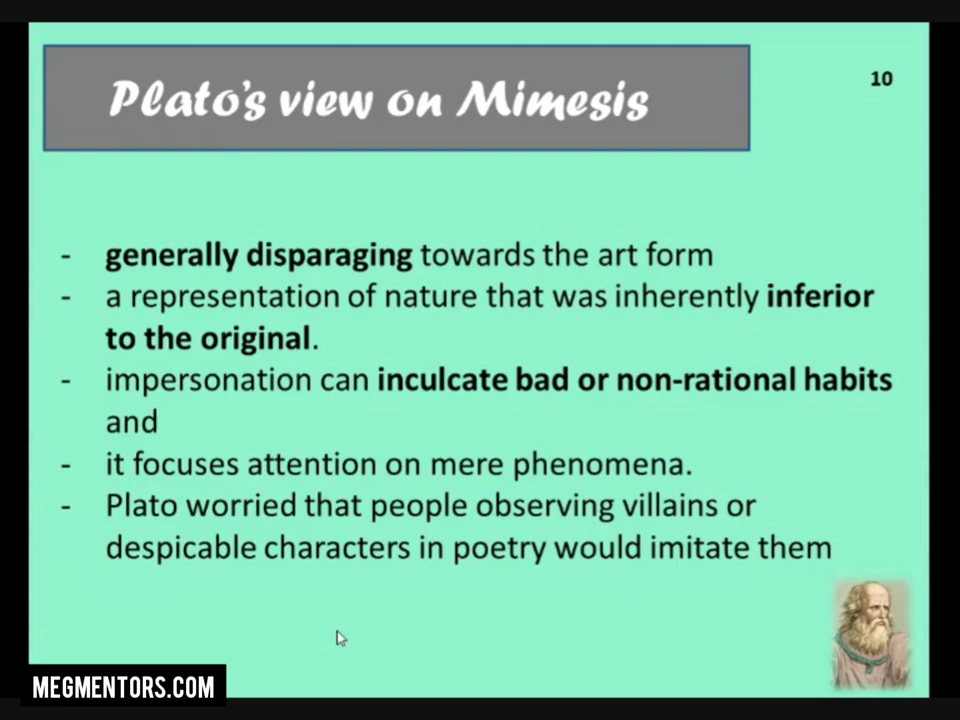 Plato's view on Mimesis
10
- generally disparaging towards the art form
- a representation of nature that was inherently inferior
to the original.
- impersonation can inculcate bad or non-rational habits
and
- it focuses attention on mere phenomena.
- Plato worried that people observing villains or
despicable characters in poetry would imitate them
MEGMENTORS.COM